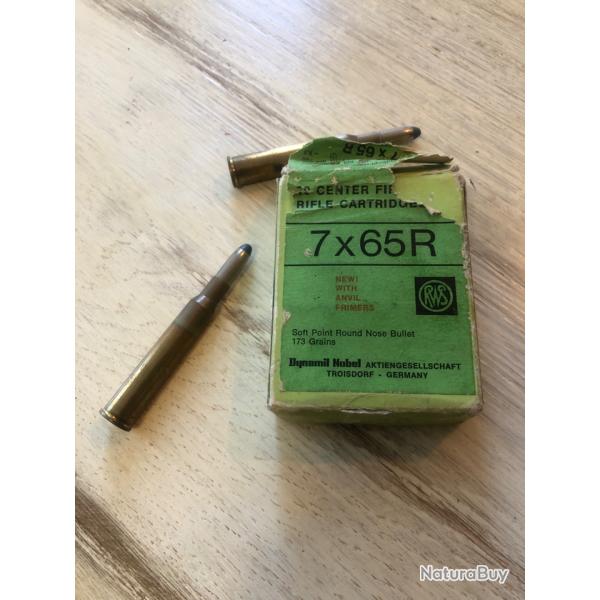 7 x 65 R
CENTER FI
RIFLE CARTRIDGE
7x65R
NEW!
WITH
ANVIL
PRIMERS
RWS
Soft Point Round Nose Bullet
173 Grains
Dynamit Nobel AKTIENGESELLSCHAFT
TROISDORF - GERMANY
NaturaBuy